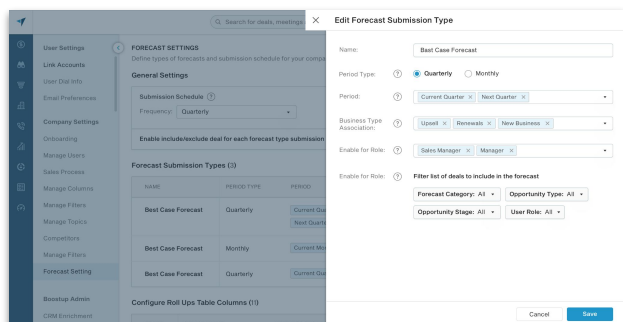 Search for deals, meetings
Edit Forecast Submission Type
User Settings
Link Accounts
User Dial Info
Email Preferences
Company Settings
Onboarding
Manage Users
Sales Process
Manage Columns
Manage Filters
Manage Topics
Competitors
Manage Filters
Forecast Setting
Boostup Admin
CRM Enrichment
FORECAST SETTINGS
Define types of forecasts and submission schedule for your compa
General Settings
Submission Schedule ?
Frequency: Quarterly
Enable include/exclude deal for each forecast type submission
Forecast Submission Types (3)
NAME PERIOD TYPE PERIOD
Best Case Forecast Quarterly Current Qua
Next Quarte
Best Case Forecast Monthly Current Mon
Best Case Forecast Quarterly Current Qua
Configure Roll Ups Table Columns (11)
Name: Bast Case Forecast
Period Type: ? Quarterly Monthly
Period: ? Current Quarter × Next Quarter ×
Business Type
Association: ? Upsell × Renewals × New Business ×
Enable for Role: ? Sales Manager × Manager ×
Enable for Role: ? Filter list of deals to include in the forecast
Forecast Category: All Opportunity Type: All
Opportunity Stage: All User Role: All
Cancel Save